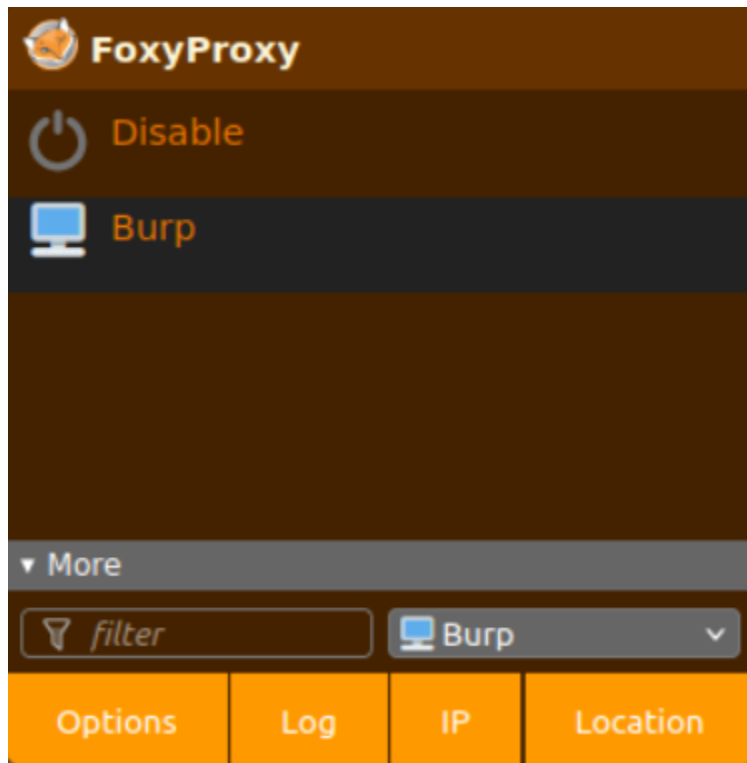 FoxyProxy
Disable
Burp
More
filter Burp
Options Log IP Location